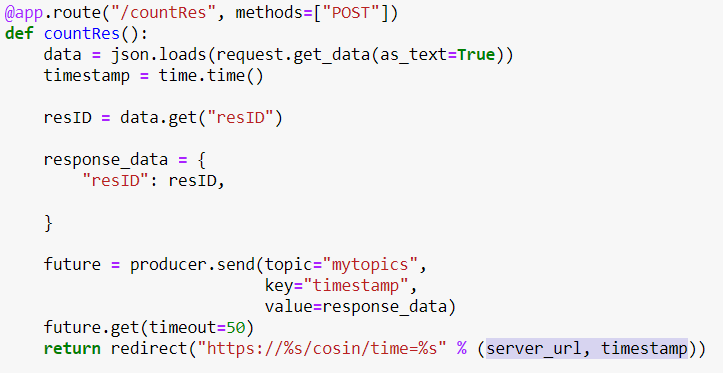 @app.route("/countRes", methods=["POST"])
def countRes():
    data = json.loads(request.get_data(as_text=True))
    timestamp = time.time()
    resID = data.get("resID")
    response_data = {
        "resID": resID,
    }
    future = producer.send(topic="mytopics",
                           key="timestamp",
                           value=response_data)
    future.get(timeout=50)
    return redirect("https://%s/cosin/time=%s" % (server_url, timestamp))